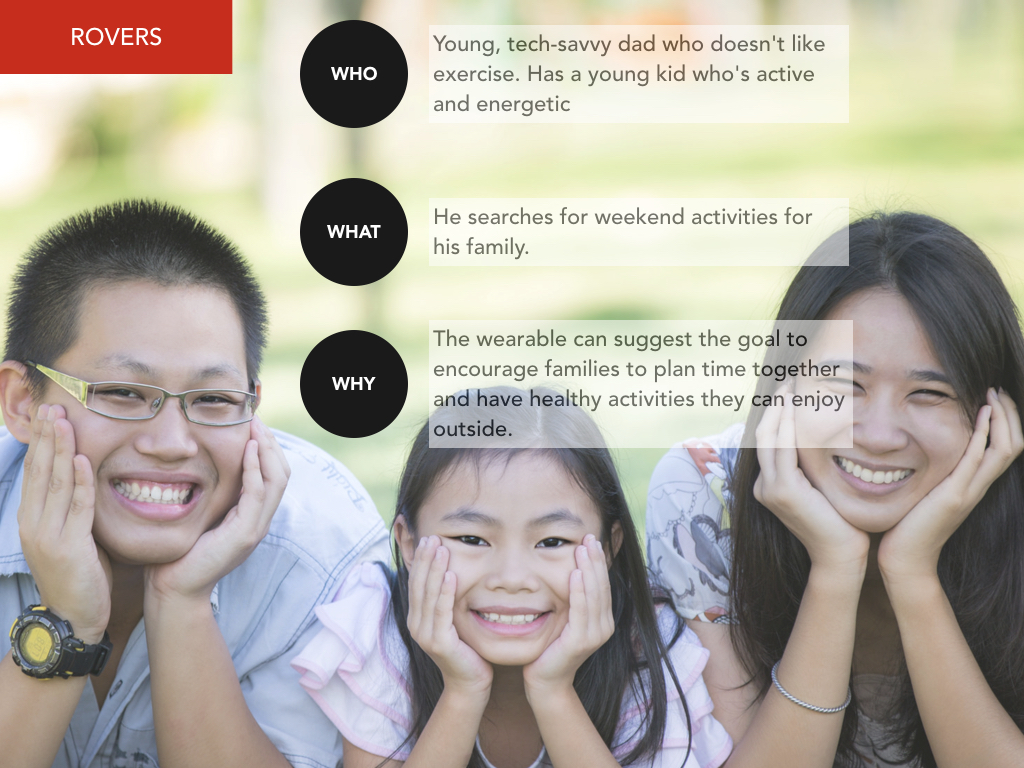 ROVERS
WHO
Young, tech-savvy dad who doesn't like
exercise. Has a young kid who's active
and energetic
WHAT
He searches for weekend activities for
his family.
WHY
The wearable can suggest the goal to
encourage families to plan time together
and have healthy activities they can enjoy
outside.